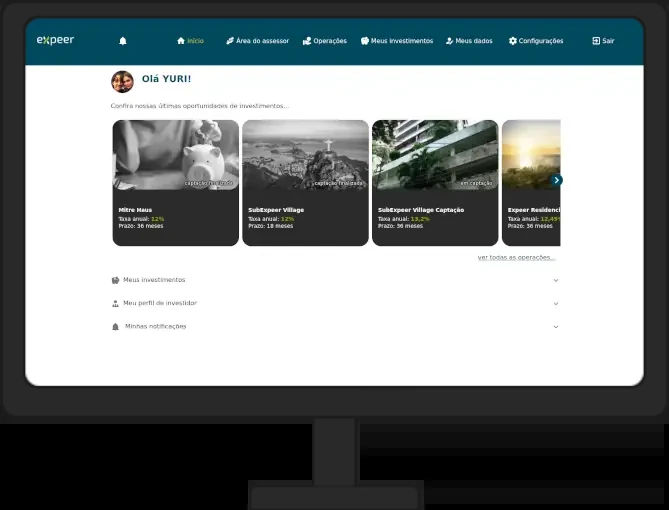 expeer
Início
Área do assessor
Operações
Meus investimentos
Meus dados
Configurações
Sair
Olá YURI!
Confira nossas últimas oportunidades de investimentos...
captação finalizada
captação finalizada
em captação
Mitre Haus
Taxa anual: 12%
Prazo: 36 meses
SubExpeer Village
Taxa anual: 12%
Prazo: 18 meses
SubExpeer Village Captação
Taxa anual: 13,2%
Prazo: 36 meses
Expeer Residenci
Taxa anual: 12,49
Prazo: 36 meses
ver todas as operações...
Meus investimentos
Meu perfil de investidor
Minhas notificações